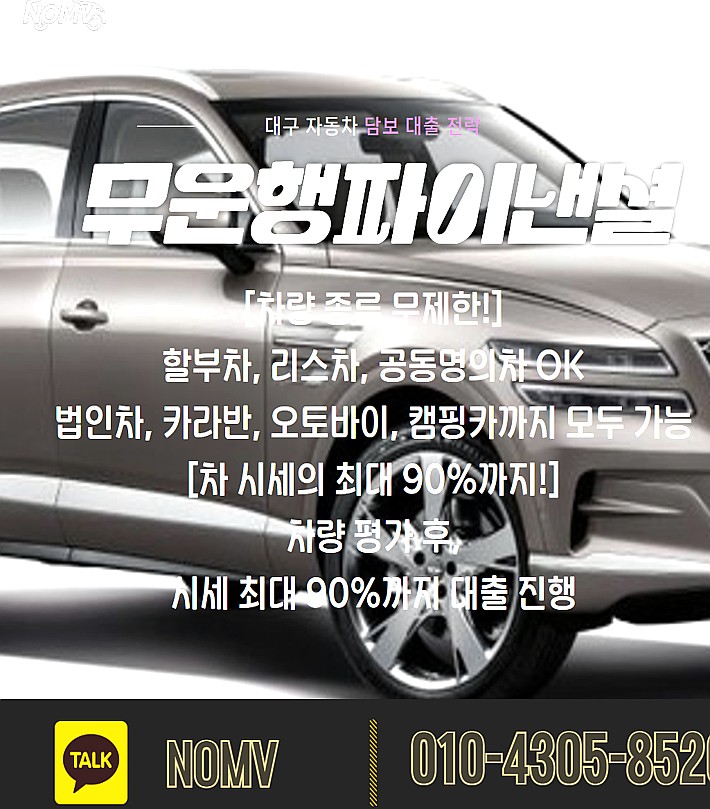 NOMV
대구 자동차 담보 대출 전략
무운행파이낸셜
[차량 종류 무제한!]
할부차, 리스차, 공동명의차 OK
법인차, 카라반, 오토바이, 캠핑카까지 모두 가능
[차 시세의 최대 90%까지!]
차량 평가 후,
시세 최대 90%까지 대출 진행
TALK
NOMV
010-4305-8520